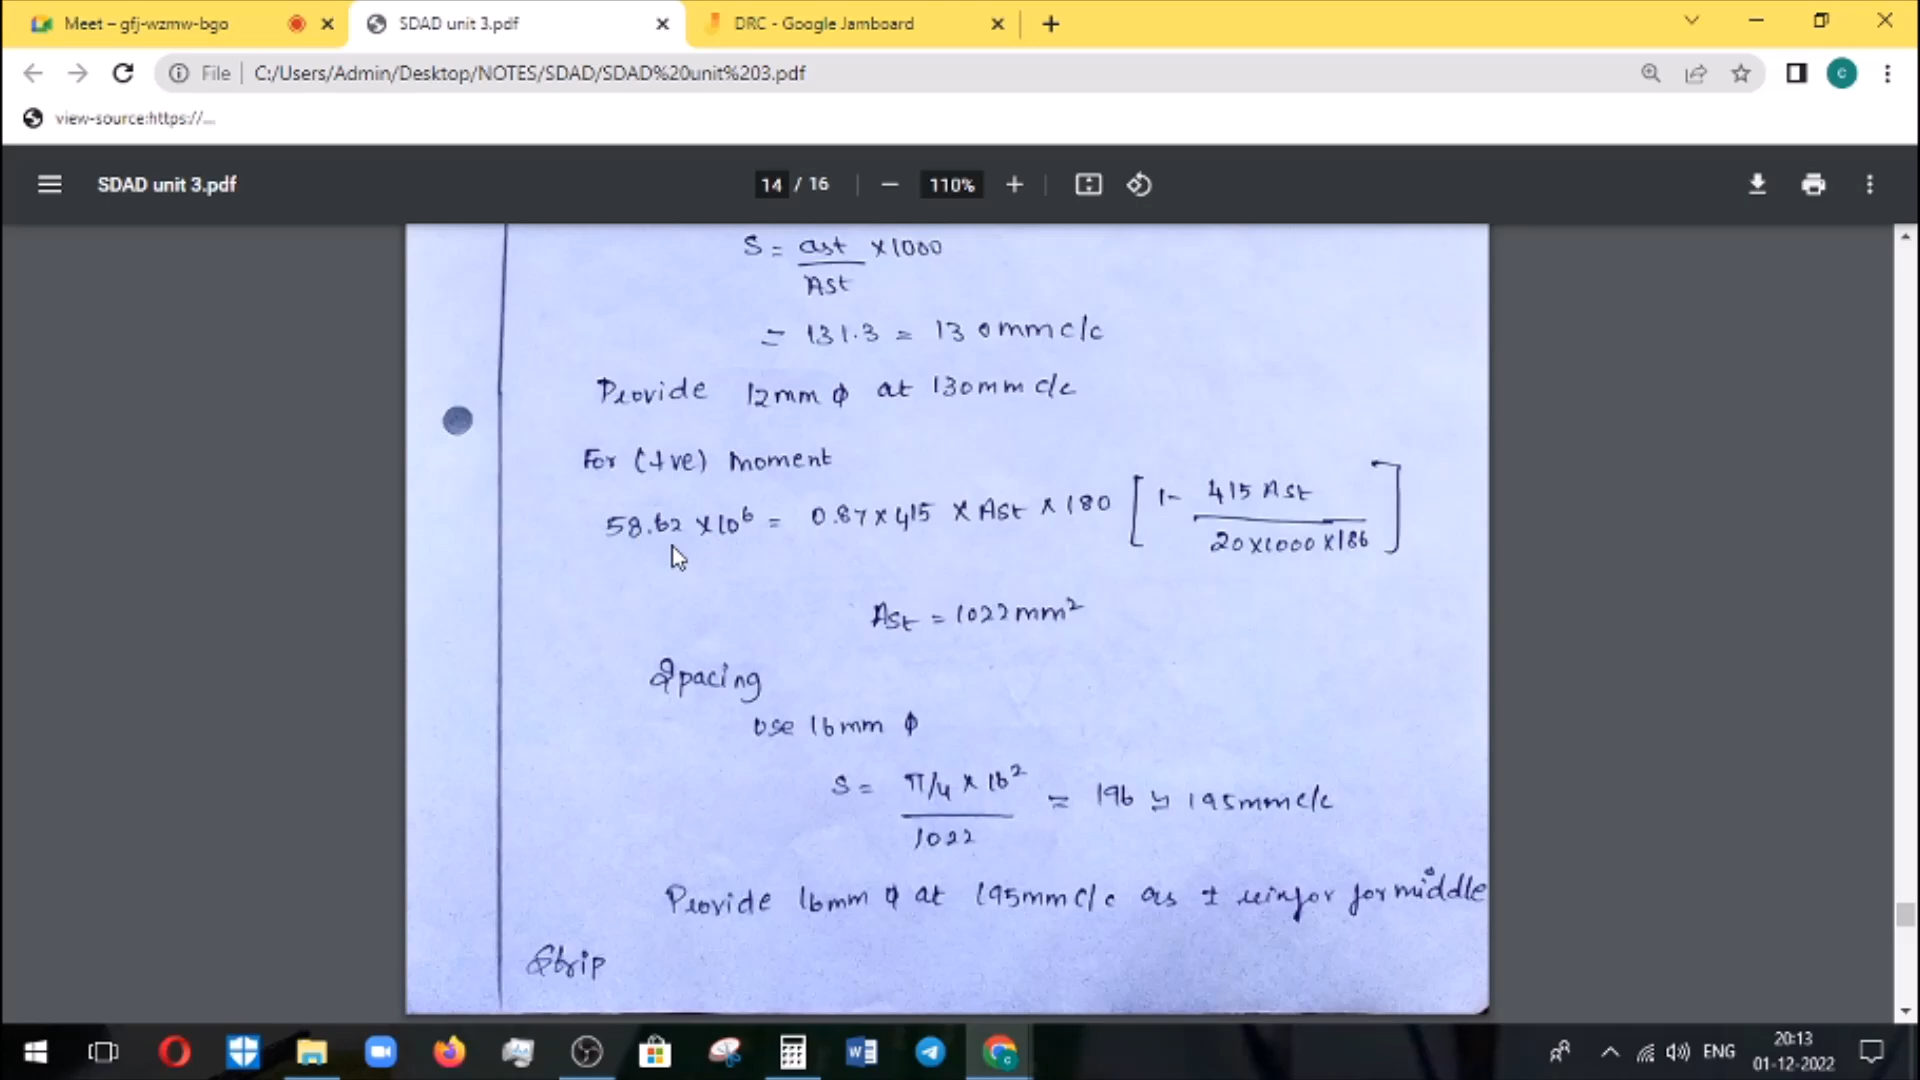 Meet – gfj-wzmw-bgo
SDAD unit 3.pdf
DRC - Google Jamboard
File
C:/Users/Admin/Desktop/NOTES/SDAD/SDAD%20unit%203.pdf
C
view-source:https://...
SDAD unit 3.pdf
14 / 16
110%
S = ast/Ast × 1000
= 131.3 = 130mm c/c
Provide 12mm ϕ at 130mm c/c
For (+ve) moment
58.62 × 10⁶ = 0.87 × 415 × Ast × 180 [1 - 415 Ast / 20×1000×186]
Ast = 1022mm²
Spacing
Use 16mm ϕ
S = π/4 × 16² / 1022 = 196 ≃ 195mm c/c
Provide 16mm ϕ at 195mm c/c as ± reinfor for middle
Strip
ENG
20:13
01-12-2022